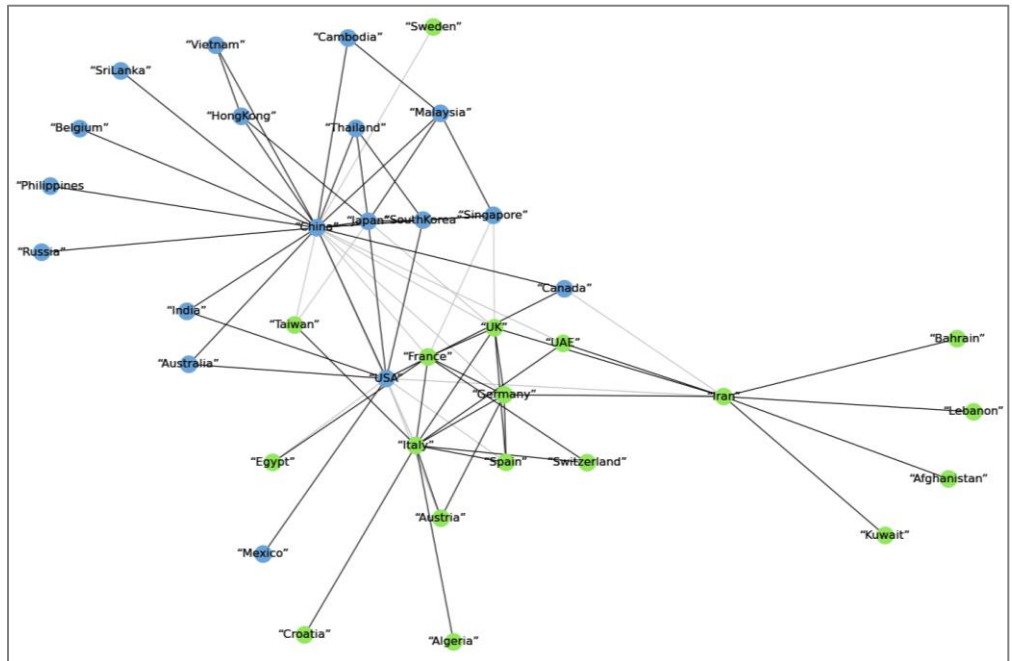 “Sweden”
“Cambodia”
“Vietnam”
“SriLanka”
“HongKong”
“Thailand”
“Malaysia”
“Belgium”
“Philippines
“China”
“Japan”
“SouthKorea”
“Singapore”
“Russia”
“Canada”
“India”
“Taiwan”
“UK”
“UAE”
“Bahrain”
“Australia”
“France”
“USA”
“Germany”
“Iran”
“Lebanon”
“Italy”
“Egypt”
“Spain”
“Switzerland”
“Afghanistan”
“Austria”
“Kuwait”
“Mexico”
“Croatia”
“Algeria”